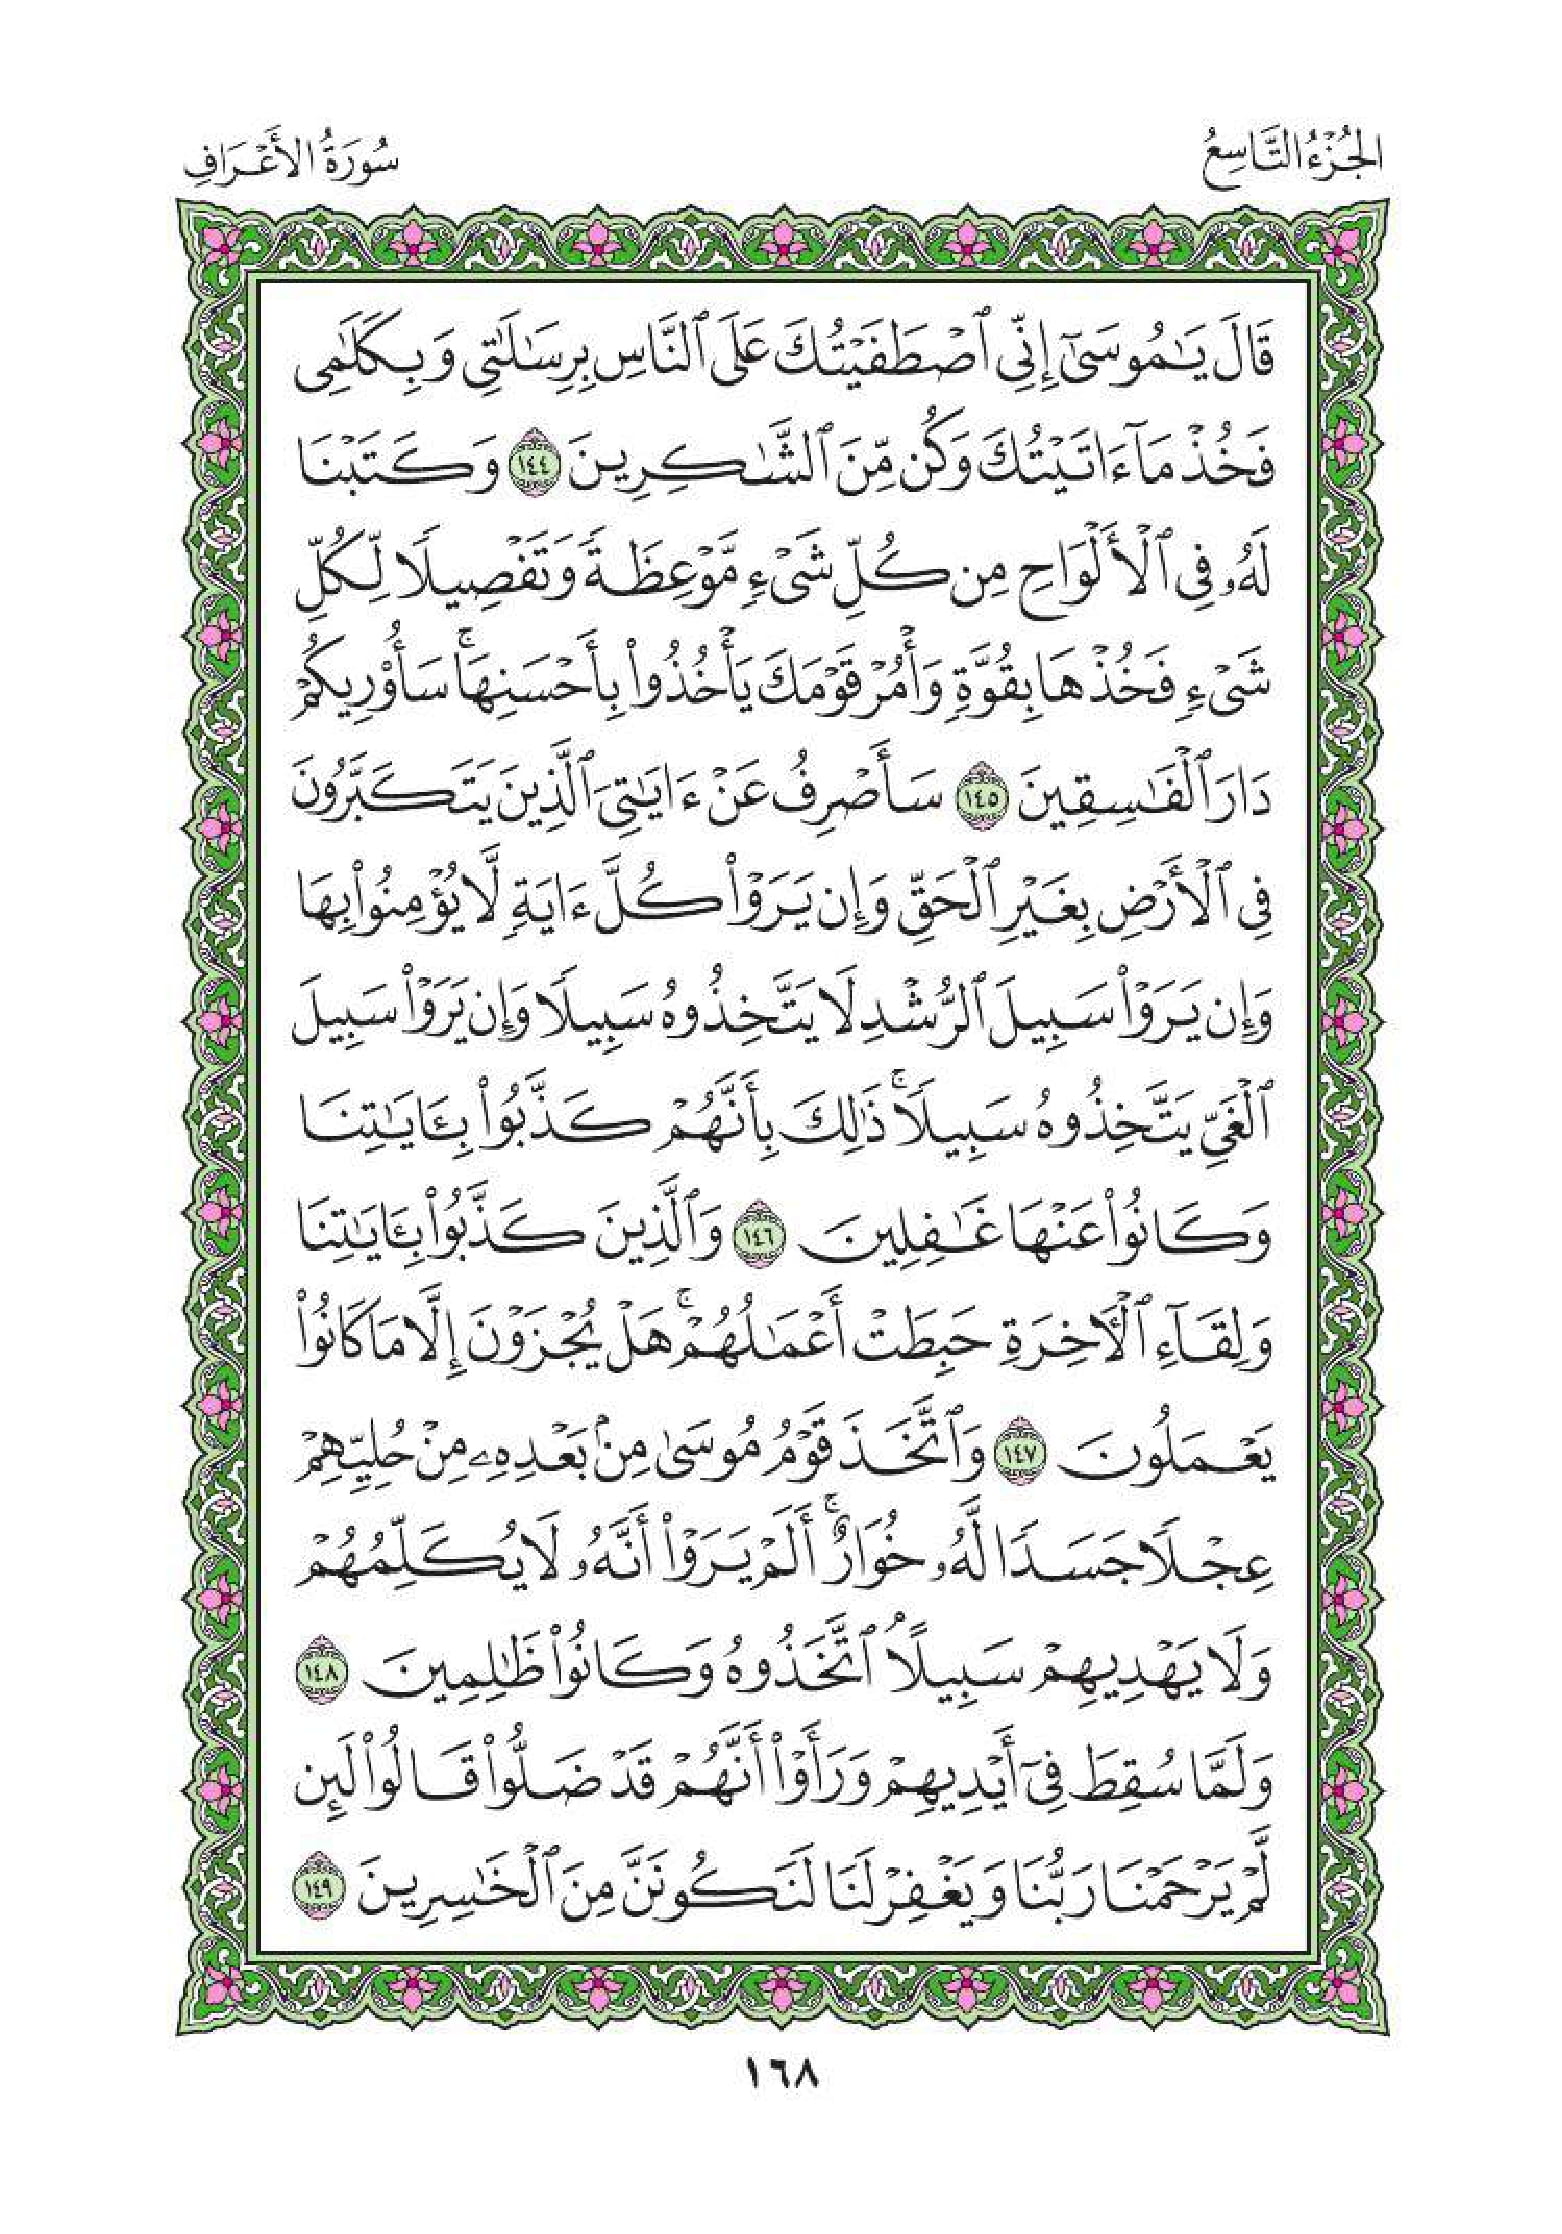 الجُزْءُ التَّاسِعُ
سُورَةُ الأَعْرَافِ
قَالَ يَٰمُوسَىٰٓ إِنِّي ٱصْطَفَيْتُكَ عَلَى ٱلنَّاسِ بِرِسَٰلَٰتِي وَبِكَلَٰمِي
فَخُذْ مَآ ءَاتَيْتُكَ وَكُن مِّنَ ٱلشَّٰكِرِينَ ١٤٤ وَكَتَبْنَا
لَهُۥ فِي ٱلْأَلْوَاحِ مِن كُلِّ شَيْءٍ مَّوْعِظَةً وَتَفْصِيلًا لِّكُلِّ
شَيْءٍ فَخُذْهَا بِقُوَّةٍ وَأْمُرْ قَوْمَكَ يَأْخُذُوا۟ بِأَحْسَنِهَا ۚ سَأُو۟رِيكُمْ
دَارَ ٱلْفَٰسِقِينَ ١٤٥ سَأَصْرِفُ عَنْ ءَايَٰتِيَ ٱلَّذِينَ يَتَكَبَّرُونَ
فِي ٱلْأَرْضِ بِغَيْرِ ٱلْحَقِّ وَإِن يَرَوْا۟ كُلَّ ءَايَةٍ لَّا يُؤْمِنُوا۟ بِهَا
وَإِن يَرَوْا۟ سَبِيلَ ٱلرُّشْدِ لَا يَتَّخِذُوهُ سَبِيلًا وَإِن يَرَوْا۟ سَبِيلَ
ٱلْغَيِّ يَتَّخِذُوهُ سَبِيلًا ۚ ذَٰلِكَ بِأَنَّهُمْ كَذَّبُوا۟ بِـَٔايَٰتِنَا
وَكَانُوا۟ عَنْهَا غَٰفِلِينَ ١٤٦ وَٱلَّذِينَ كَذَّبُوا۟ بِـَٔايَٰتِنَا
وَلِقَآءِ ٱلْـَٔاخِرَةِ حَبِطَتْ أَعْمَٰلُهُمْ ۚ هَلْ يُجْزَوْنَ إِلَّا مَا كَانُوا۟
يَعْمَلُونَ ١٤٧ وَٱتَّخَذَ قَوْمُ مُوسَىٰ مِنۢ بَعْدِهِۦ مِنْ حُلِيِّهِمْ
عِجْلًا جَسَدًا لَّهُۥ خُوَارٌ ۚ أَلَمْ يَرَوْا۟ أَنَّهُۥ لَا يُكَلِّمُهُمْ
وَلَا يَهْدِيهِمْ سَبِيلًا ۘ ٱتَّخَذُوهُ وَكَانُوا۟ ظَٰلِمِينَ ١٤٨
وَلَمَّا سُقِطَ فِيٓ أَيْدِيهِمْ وَرَأَوْا۟ أَنَّهُمْ قَدْ ضَلُّوا۟ قَالُوا۟ لَئِن
لَّمْ يَرْحَمْنَا رَبُّنَا وَيَغْفِرْ لَنَا لَنَكُونَنَّ مِنَ ٱلْخَٰسِرِينَ ١٤٩
١٦٨